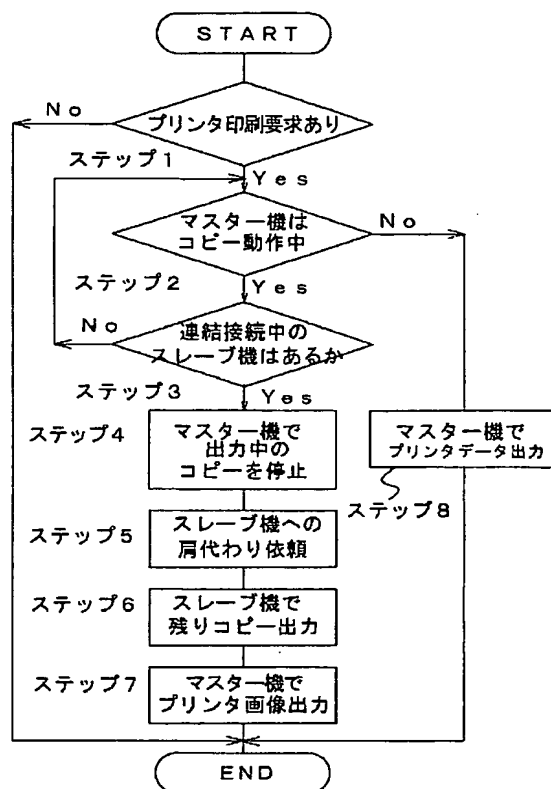 START
No
プリンタ印刷要求あり
ステップ1
Yes
マスター機は
コピー動作中
No
ステップ2
Yes
No
連結接続中の
スレーブ機はあるか
ステップ3
Yes
ステップ4
マスター機で
出力中の
コピーを停止
マスター機で
プリンタデータ出力
ステップ8
ステップ5
スレーブ機への
肩代わり依頼
ステップ6
スレーブ機で
残りコピー出力
ステップ7
マスター機で
プリンタ画像出力
END